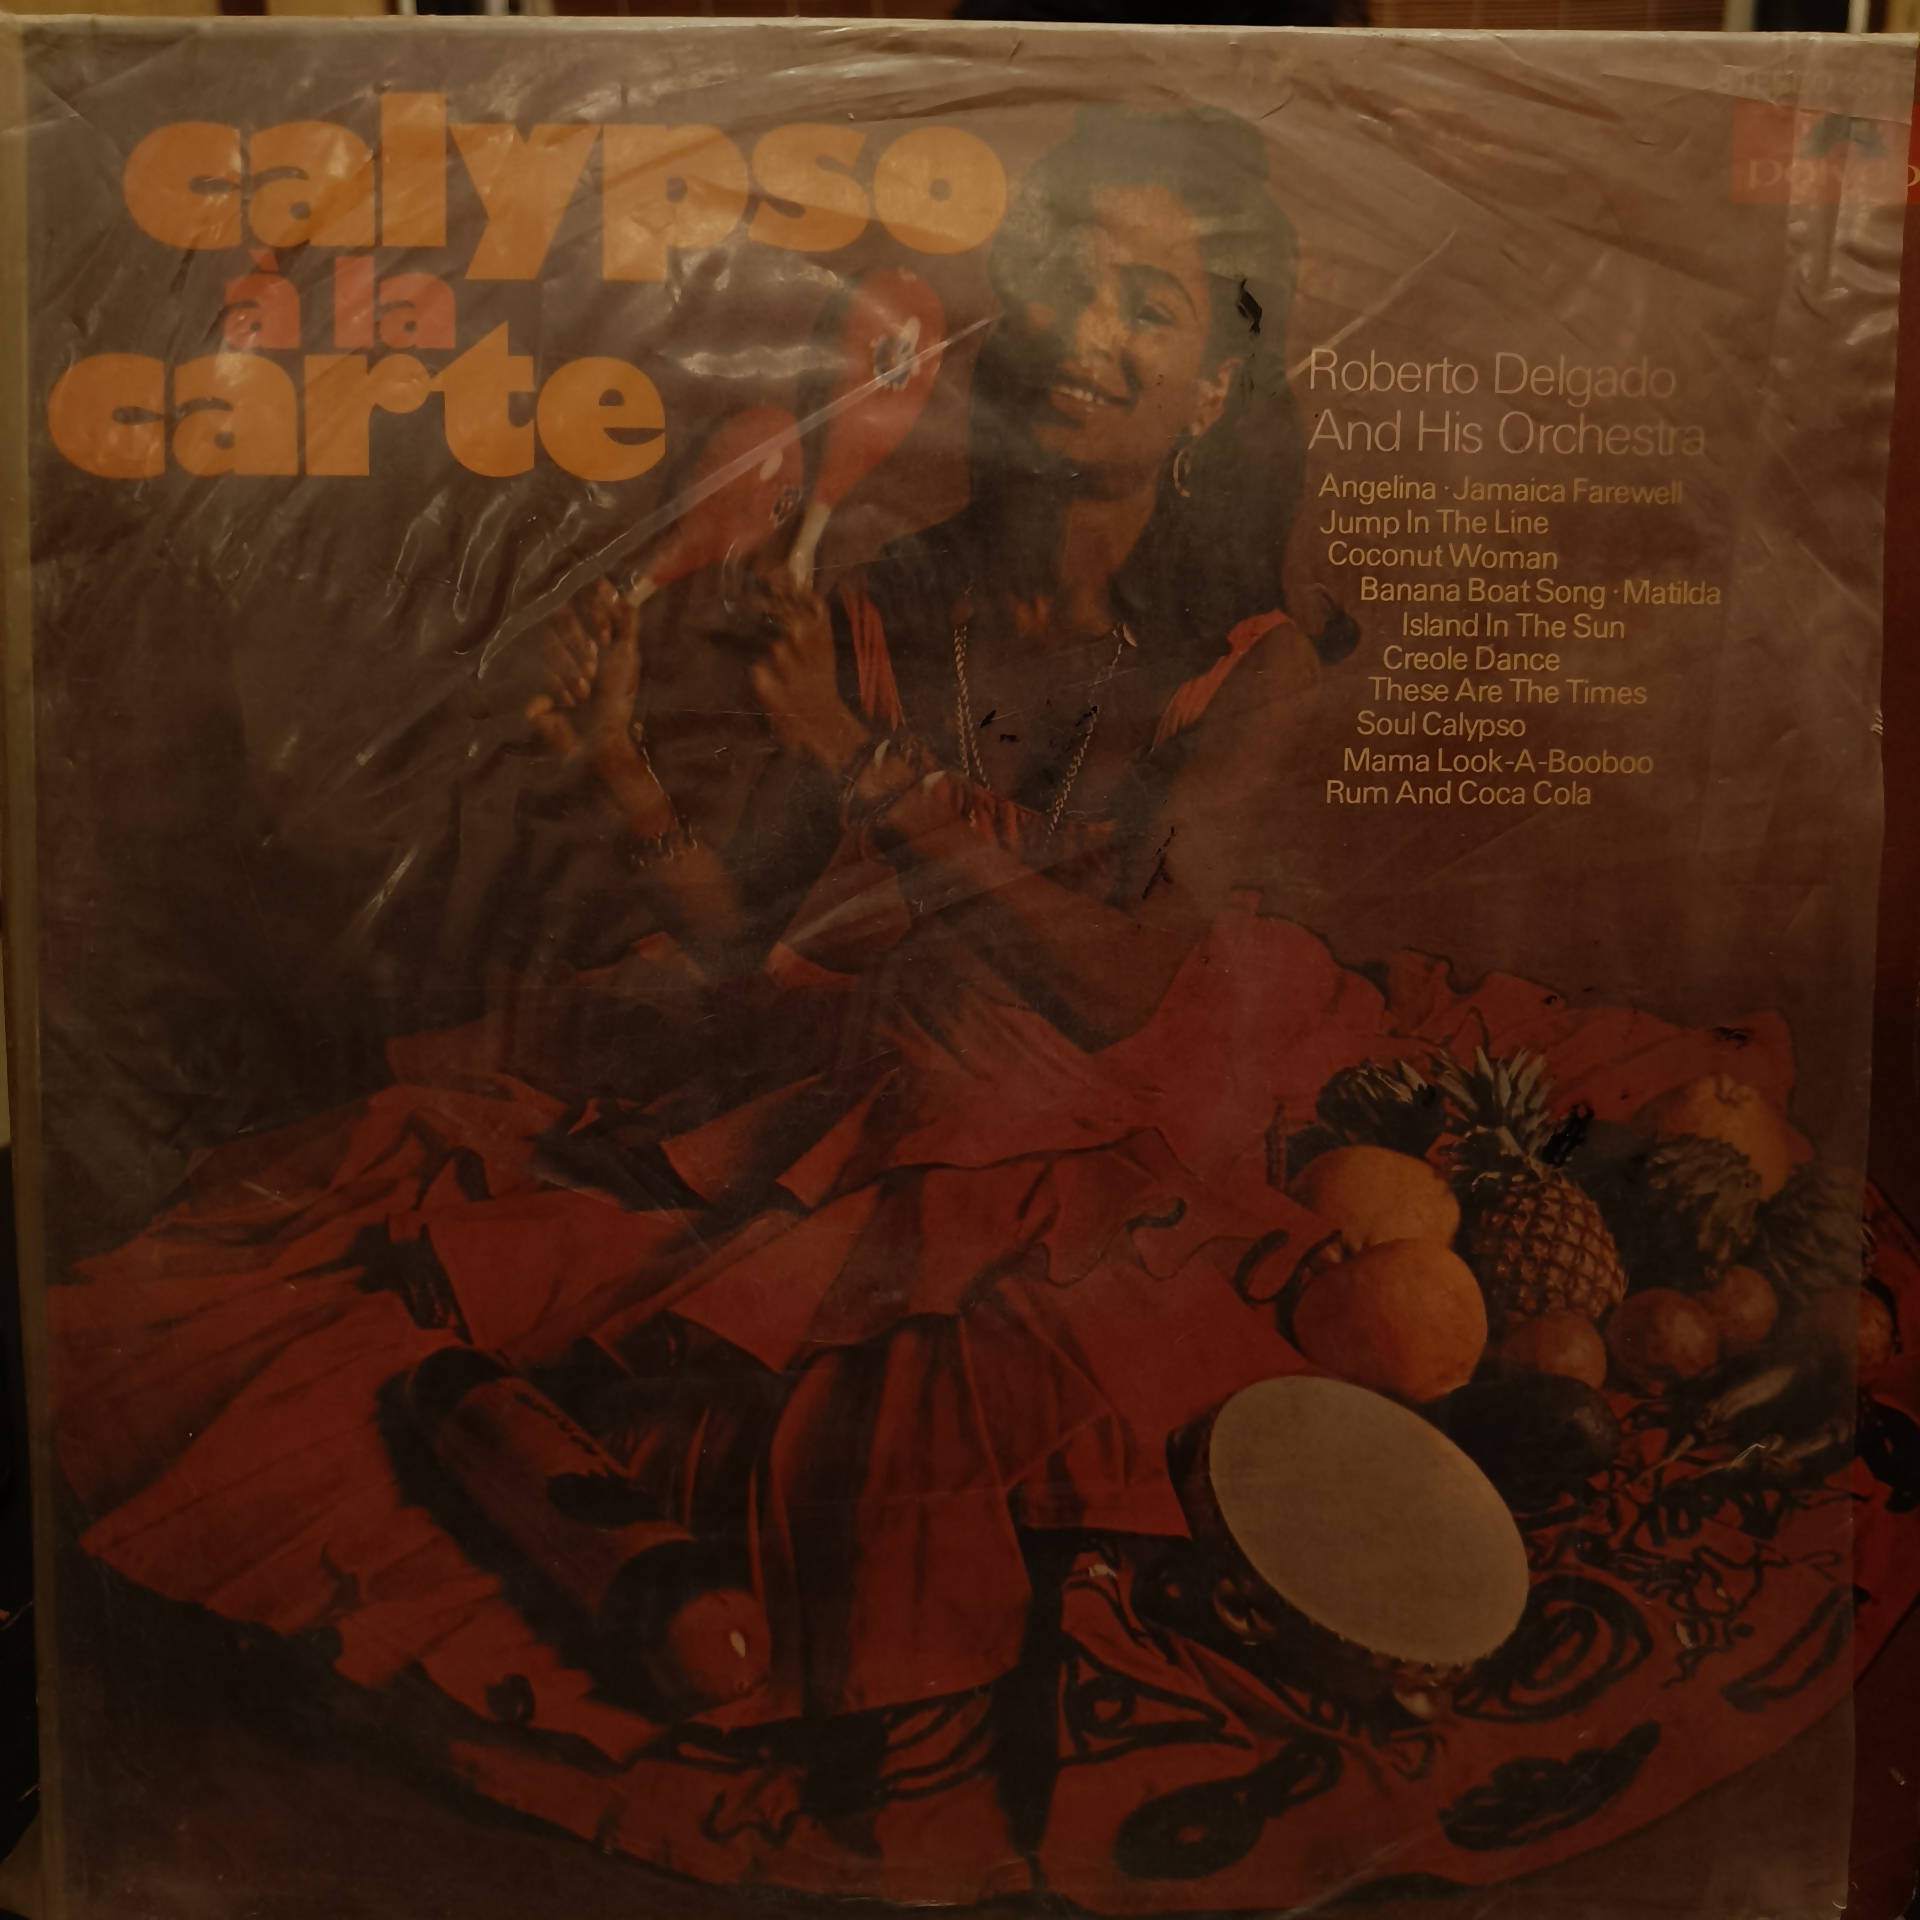 calypso
à la
carte
Roberto Delgado
And His Orchestra
Angelina · Jamaica Farewell
Jump In The Line
Coconut Woman
Banana Boat Song · Matilda
Island In The Sun
Creole Dance
These Are The Times
Soul Calypso
Mama Look-A-Booboo
Rum And Coca Cola